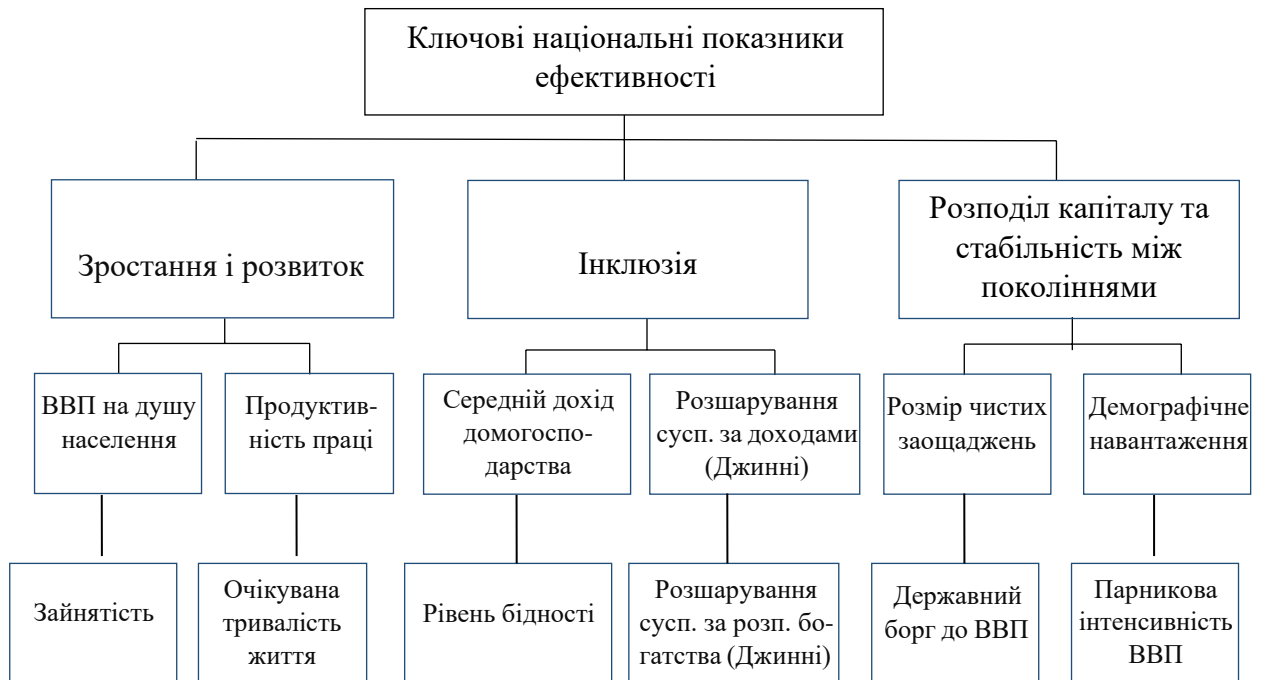 Ключові національні показники
ефективності
Зростання і розвиток
Інклюзія
Розподіл капіталу та
стабільність між
поколіннями
ВВП на душу
населення
Продуктив-
ність праці
Середній дохід
домогоспо-
дарства
Розшарування
сусп. за доходами
(Джинні)
Розмір чистих
заощаджень
Демографічне
навантаження
Зайнятість
Очікувана
тривалість
життя
Рівень бідності
Розшарування
сусп. за розп. бо-
гатства (Джинні)
Державний
борг до ВВП
Парникова
інтенсивність
ВВП